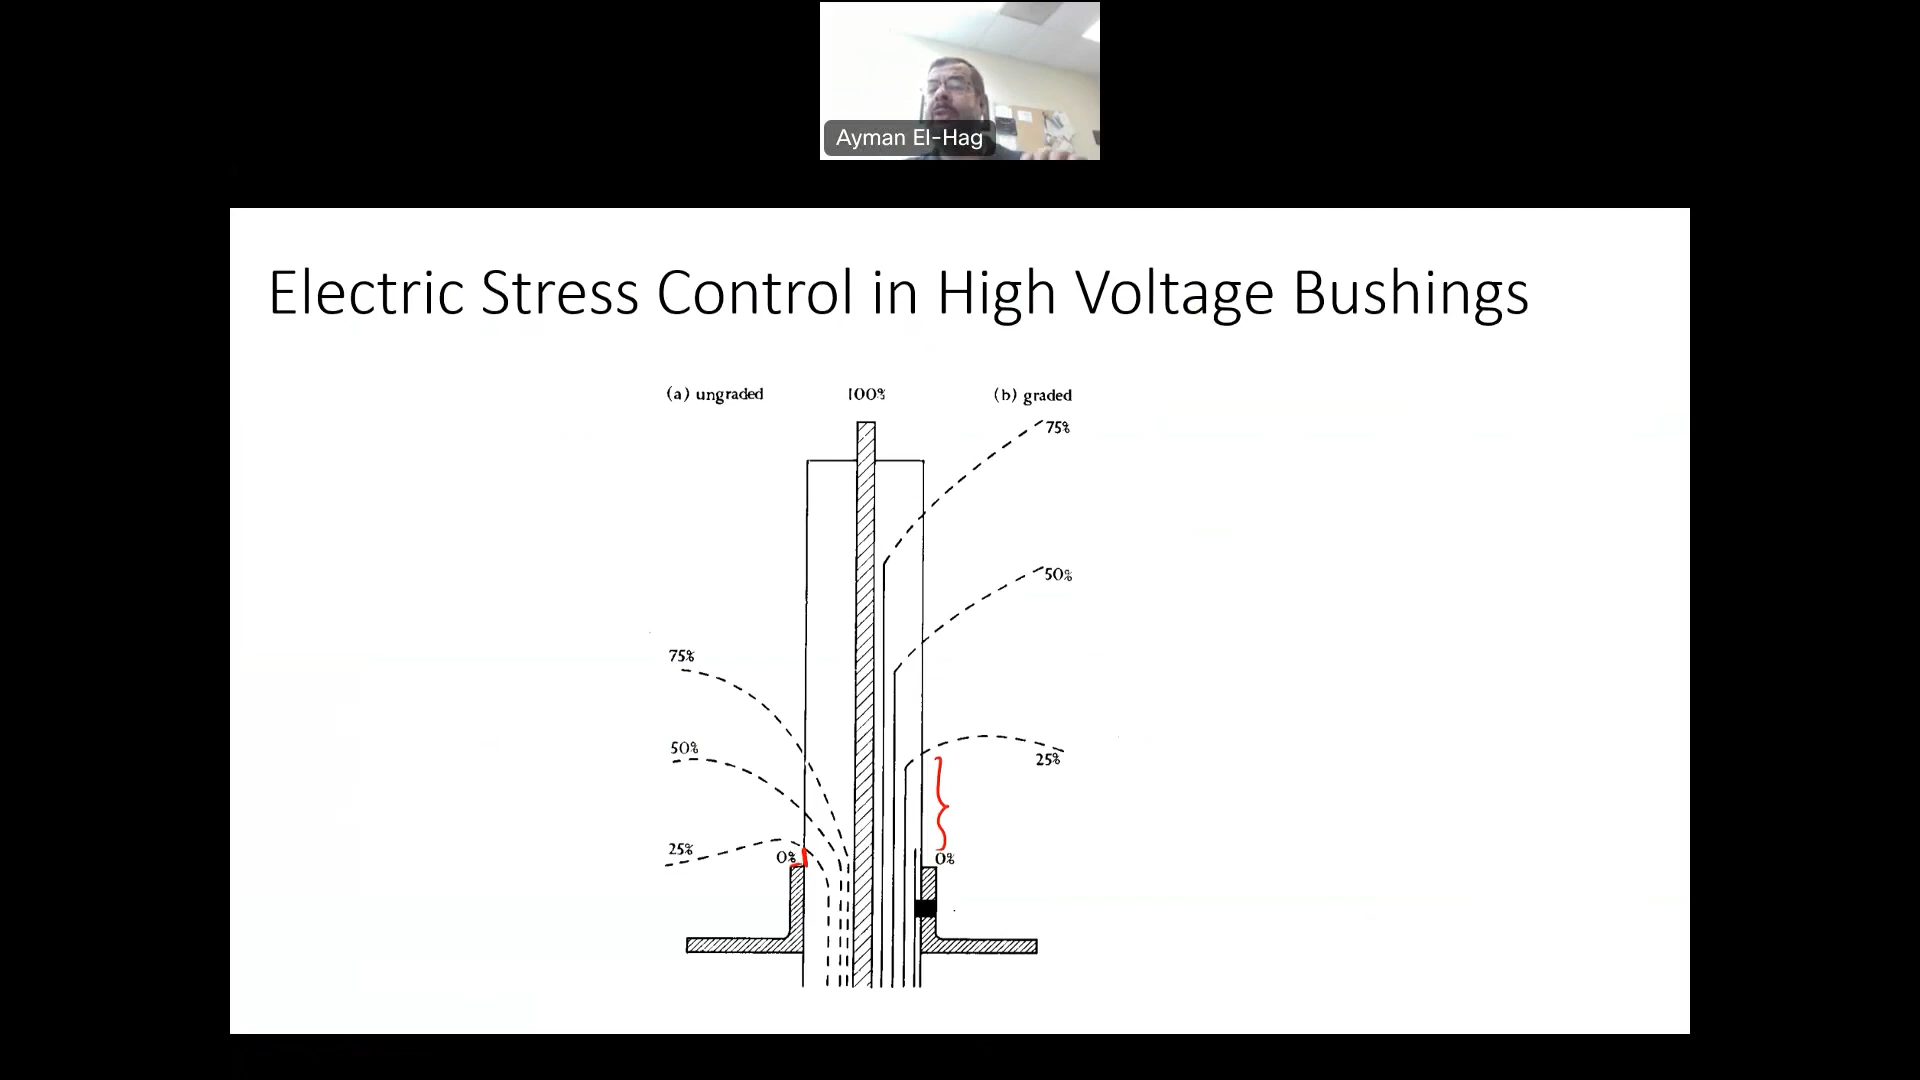 Ayman El-Hag
Electric Stress Control in High Voltage Bushings
(a) ungraded 100% (b) graded
75%
50%
75%
50%
25%
25%
0% 0%